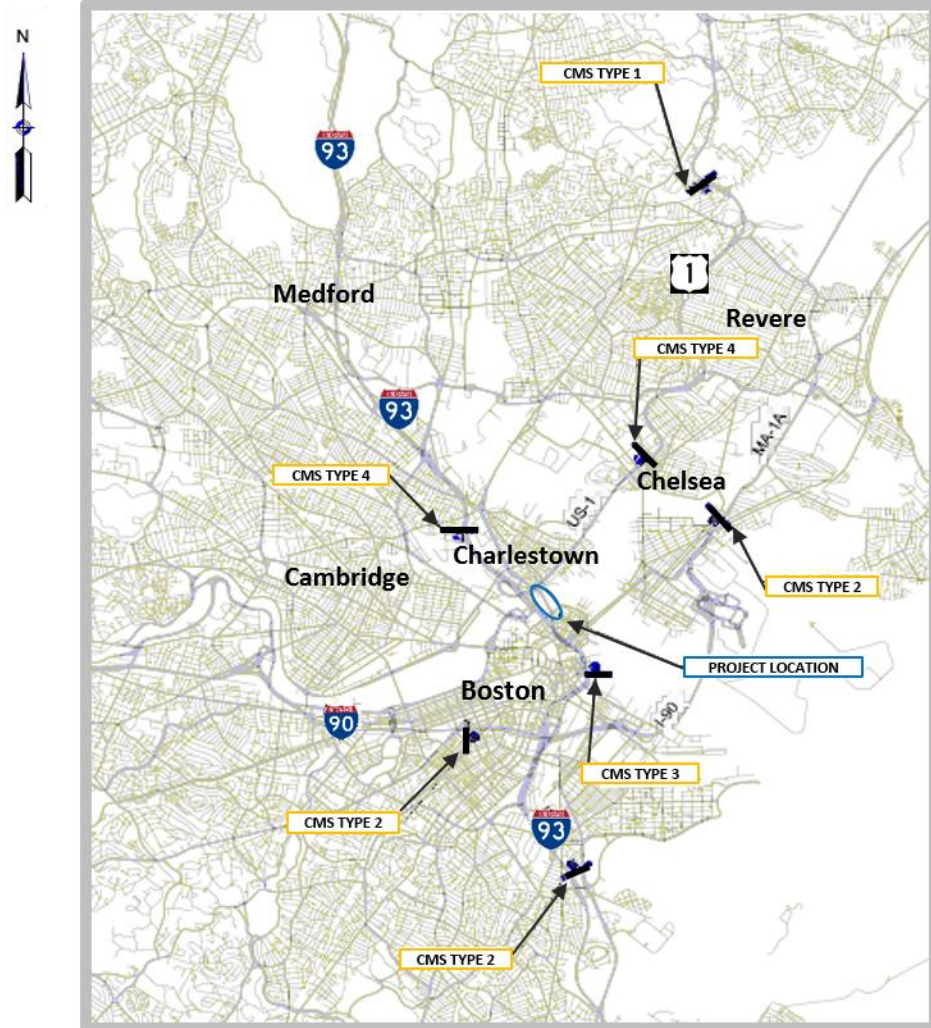 N
CMS TYPE 1
93
1
Medford
Revere
CMS TYPE 4
93
MA-1A
CMS TYPE 4
Chelsea
US-1
Charlestown
Cambridge
CMS TYPE 2
PROJECT LOCATION
Boston
I-90
90
CMS TYPE 3
CMS TYPE 2
93
CMS TYPE 2